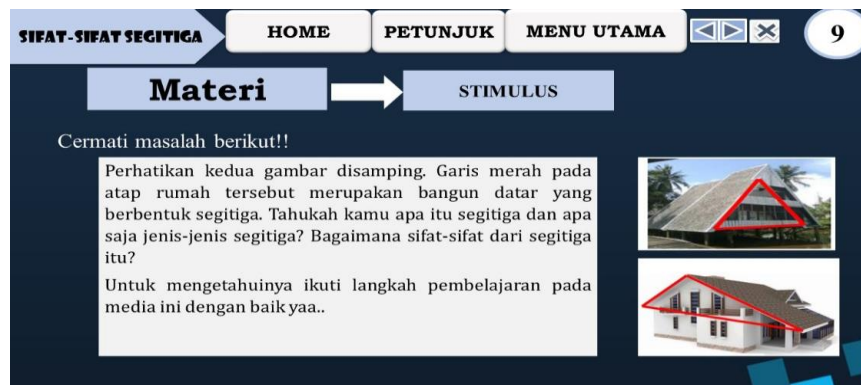 SIFAT-SIFAT SEGITIGA
HOME
PETUNJUK
MENU UTAMA
9
Materi
STIMULUS
Cermati masalah berikut!!
Perhatikan kedua gambar disamping. Garis merah pada
atap rumah tersebut merupakan bangun datar yang
berbentuk segitiga. Tahukah kamu apa itu segitiga dan apa
saja jenis-jenis segitiga? Bagaimana sifat-sifat dari segitiga
itu?
Untuk mengetahuinya ikuti langkah pembelajaran pada
media ini dengan baik yaa..